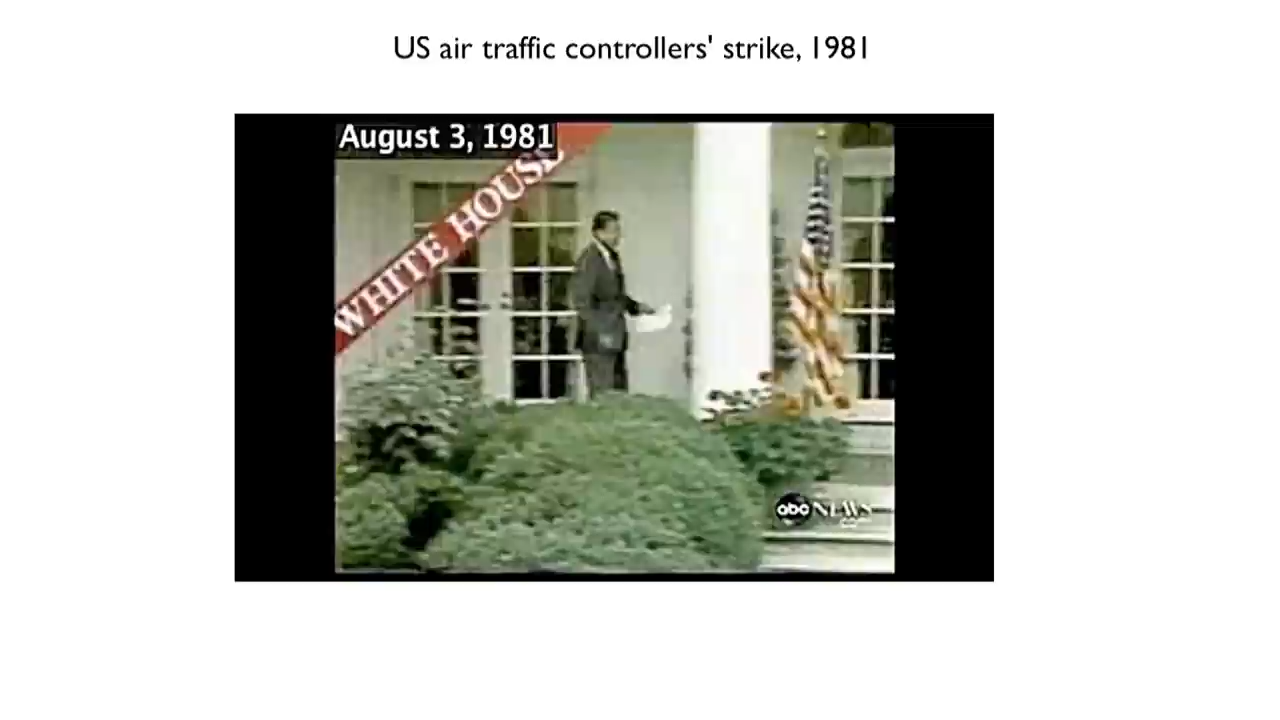 US air traffic controllers' strike, 1981
August 3, 1981
WHITE HOUSE
abc NEWS